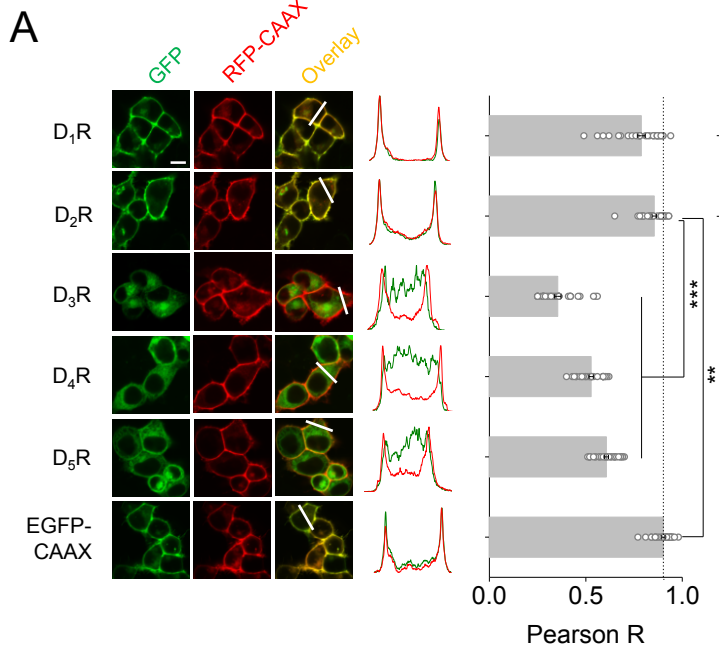 A
GFP
RFP-CAAX
Overlay
D₁R
D₂R
D₃R
D₄R
D₅R
EGFP-
CAAX
***
**
0.0 0.5 1.0
Pearson R